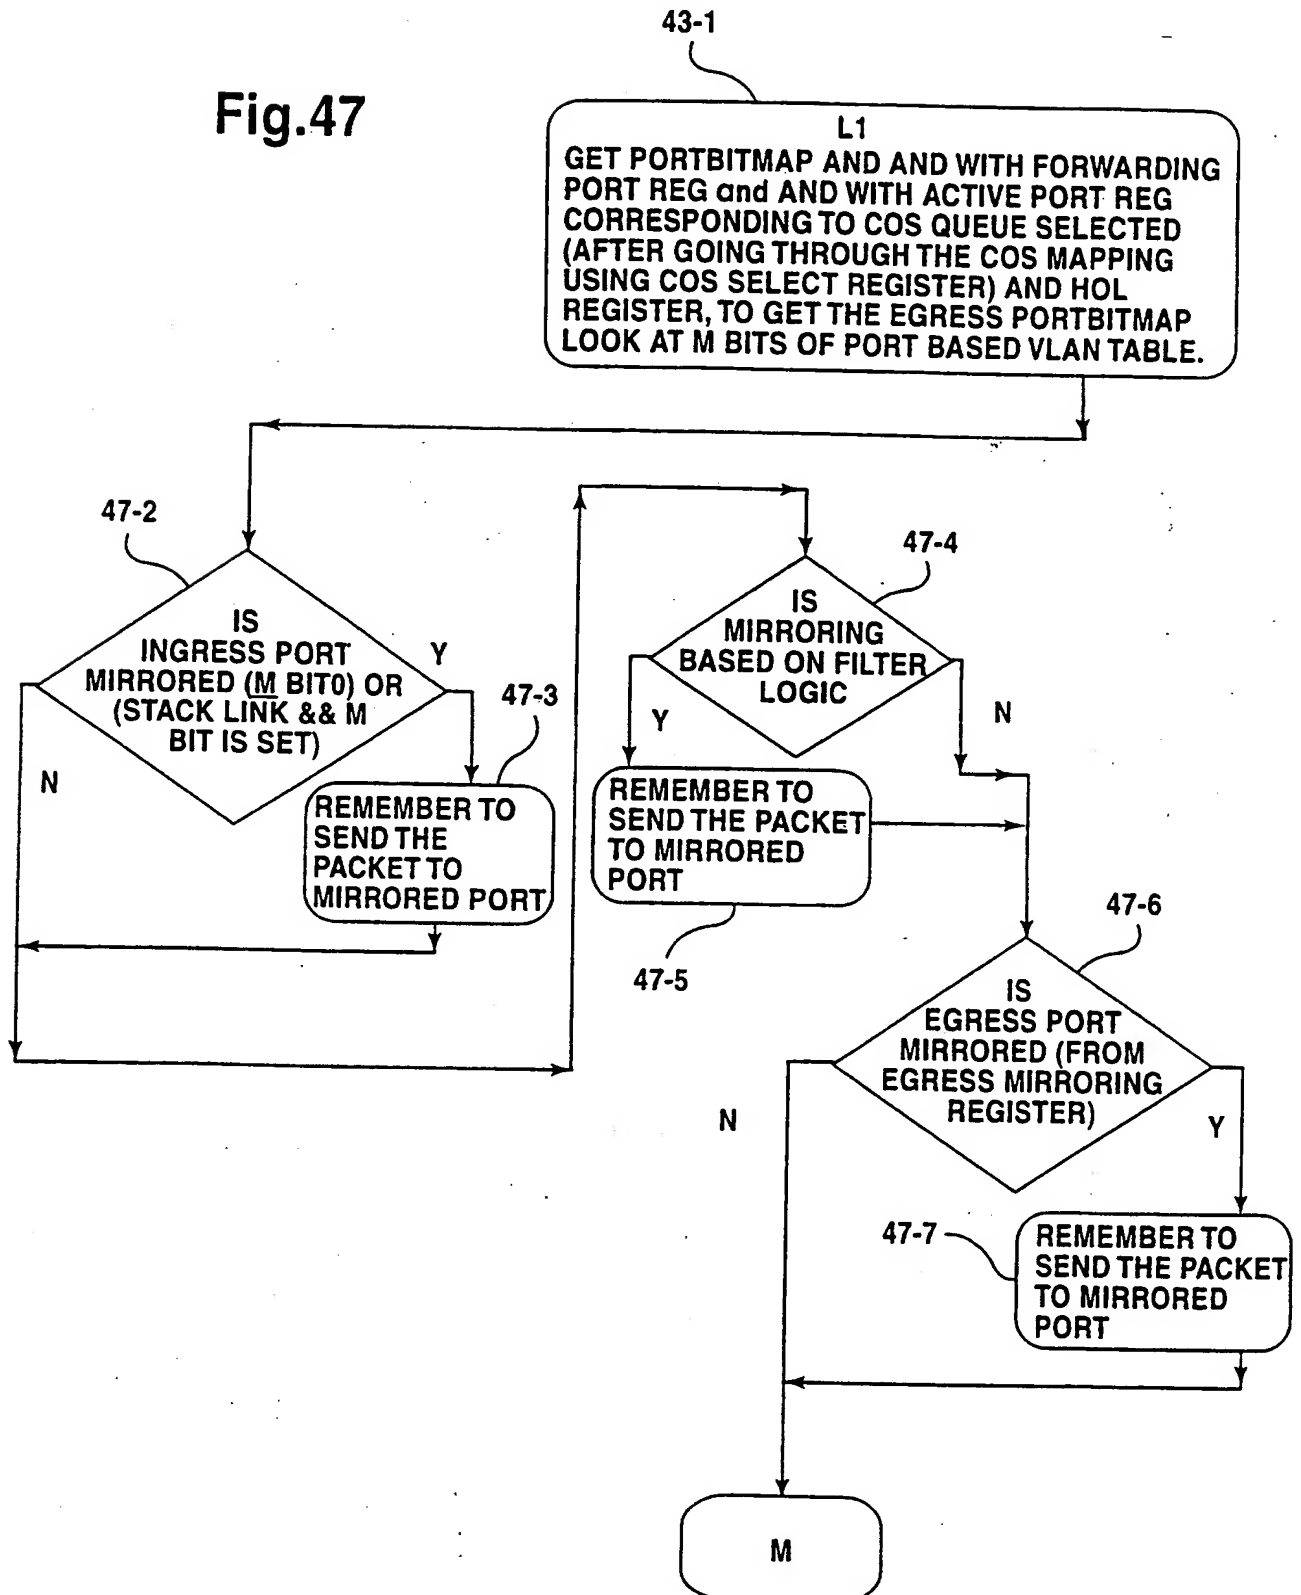 43-1
Fig.47
L1
GET PORTBITMAP AND AND WITH FORWARDING
PORT REG and AND WITH ACTIVE PORT REG
CORRESPONDING TO COS QUEUE SELECTED
(AFTER GOING THROUGH THE COS MAPPING
USING COS SELECT REGISTER) AND HOL
REGISTER, TO GET THE EGRESS PORTBITMAP
LOOK AT M BITS OF PORT BASED VLAN TABLE.
47-2
IS
INGRESS PORT
MIRRORED (M BIT0) OR
(STACK LINK && M
BIT IS SET)
Y
N
47-3
REMEMBER TO
SEND THE
PACKET TO
MIRRORED PORT
47-4
IS
MIRRORING
BASED ON FILTER
LOGIC
Y
N
REMEMBER TO
SEND THE PACKET
TO MIRRORED
PORT
47-5
47-6
IS
EGRESS PORT
MIRRORED (FROM
EGRESS MIRRORING
REGISTER)
N
Y
47-7
REMEMBER TO
SEND THE PACKET
TO MIRRORED
PORT
M